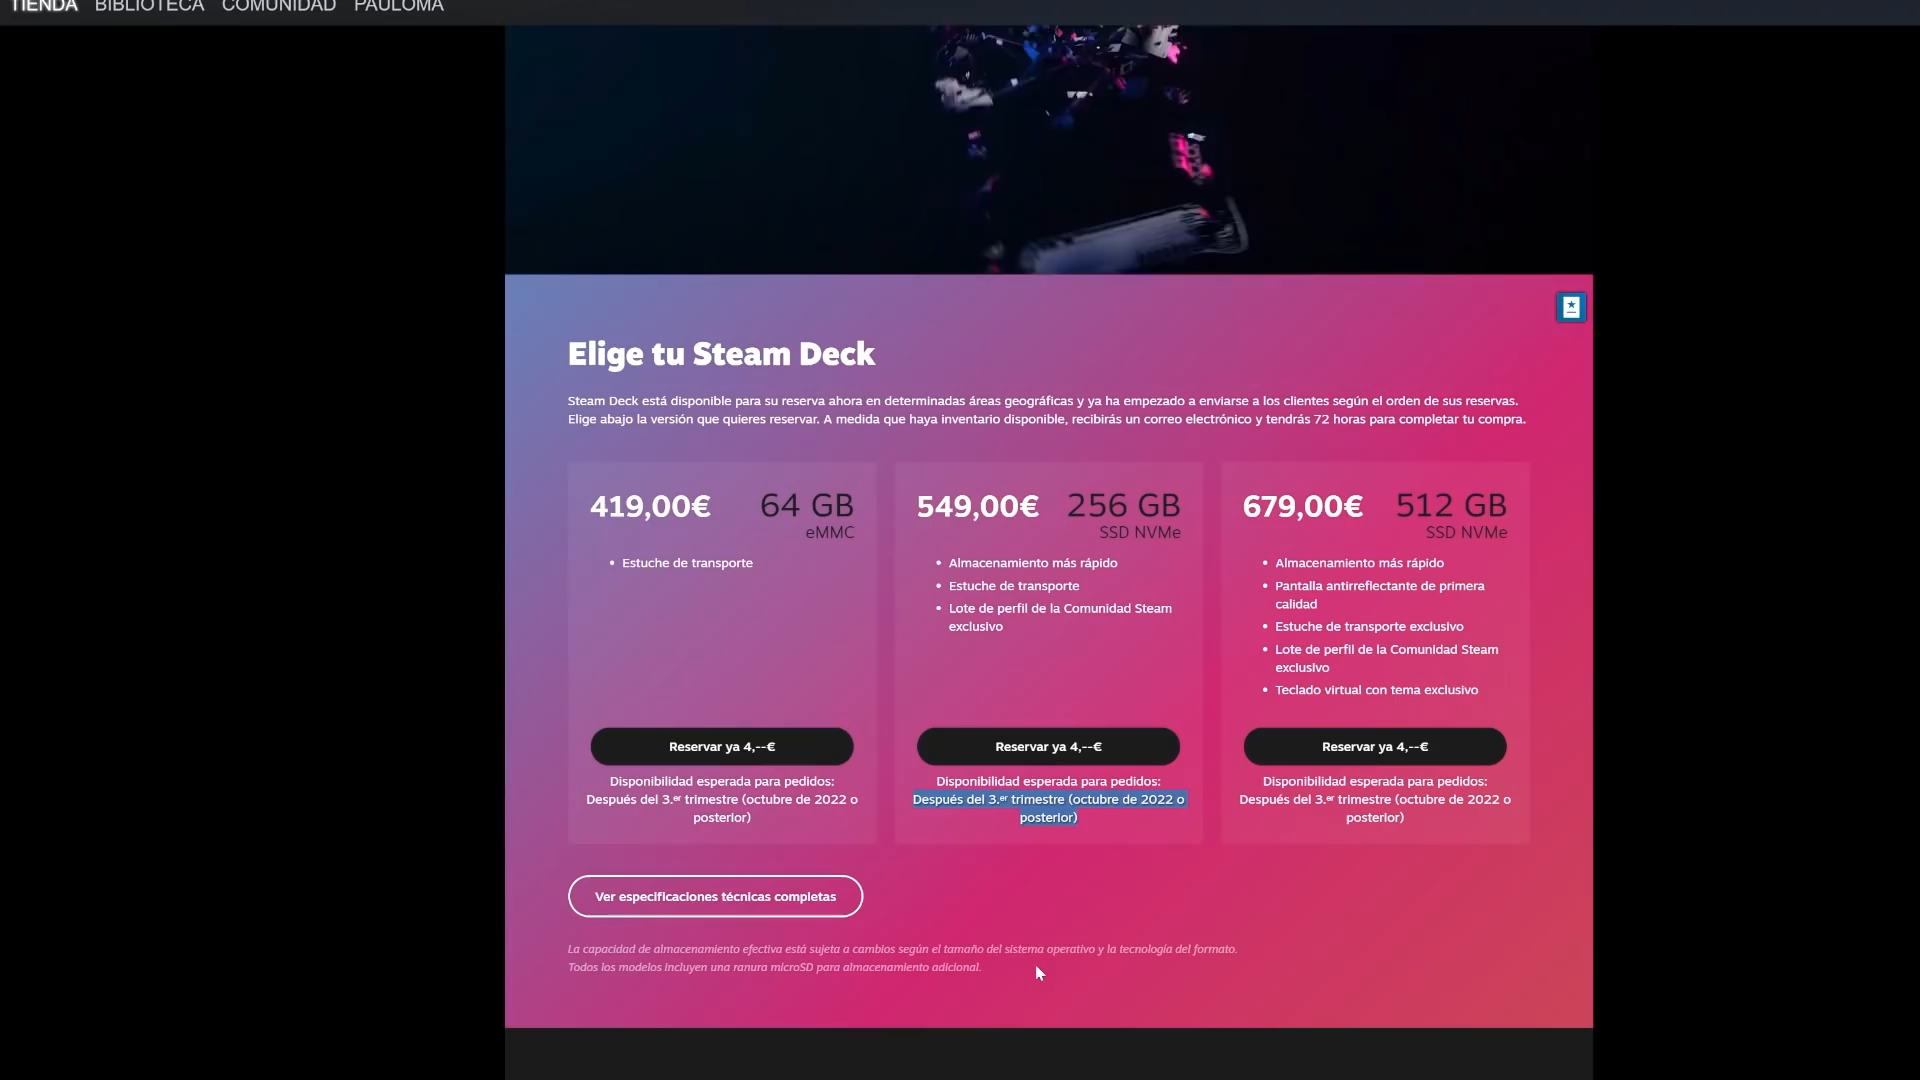 TIENDA BIBLIOTECA COMUNIDAD PAULOMA
Elige tu Steam Deck
Steam Deck está disponible para su reserva ahora en determinadas áreas geográficas y ya ha empezado a enviarse a los clientes según el orden de sus reservas.
Elige abajo la versión que quieres reservar. A medida que haya inventario disponible, recibirás un correo electrónico y tendrás 72 horas para completar tu compra.
419,00€ 64 GB
eMMC
• Estuche de transporte
Reservar ya 4,--€
Disponibilidad esperada para pedidos:
Después del 3.er trimestre (octubre de 2022 o
posterior)
549,00€ 256 GB
SSD NVMe
• Almacenamiento más rápido
• Estuche de transporte
• Lote de perfil de la Comunidad Steam
exclusivo
Reservar ya 4,--€
Disponibilidad esperada para pedidos:
Después del 3.er trimestre (octubre de 2022 o
posterior)
679,00€ 512 GB
SSD NVMe
• Almacenamiento más rápido
• Pantalla antirreflectante de primera
calidad
• Estuche de transporte exclusivo
• Lote de perfil de la Comunidad Steam
exclusivo
• Teclado virtual con tema exclusivo
Reservar ya 4,--€
Disponibilidad esperada para pedidos:
Después del 3.er trimestre (octubre de 2022 o
posterior)
Ver especificaciones técnicas completas
La capacidad de almacenamiento efectiva está sujeta a cambios según el tamaño del sistema operativo y la tecnología del formato.
Todos los modelos incluyen una ranura microSD para almacenamiento adicional.